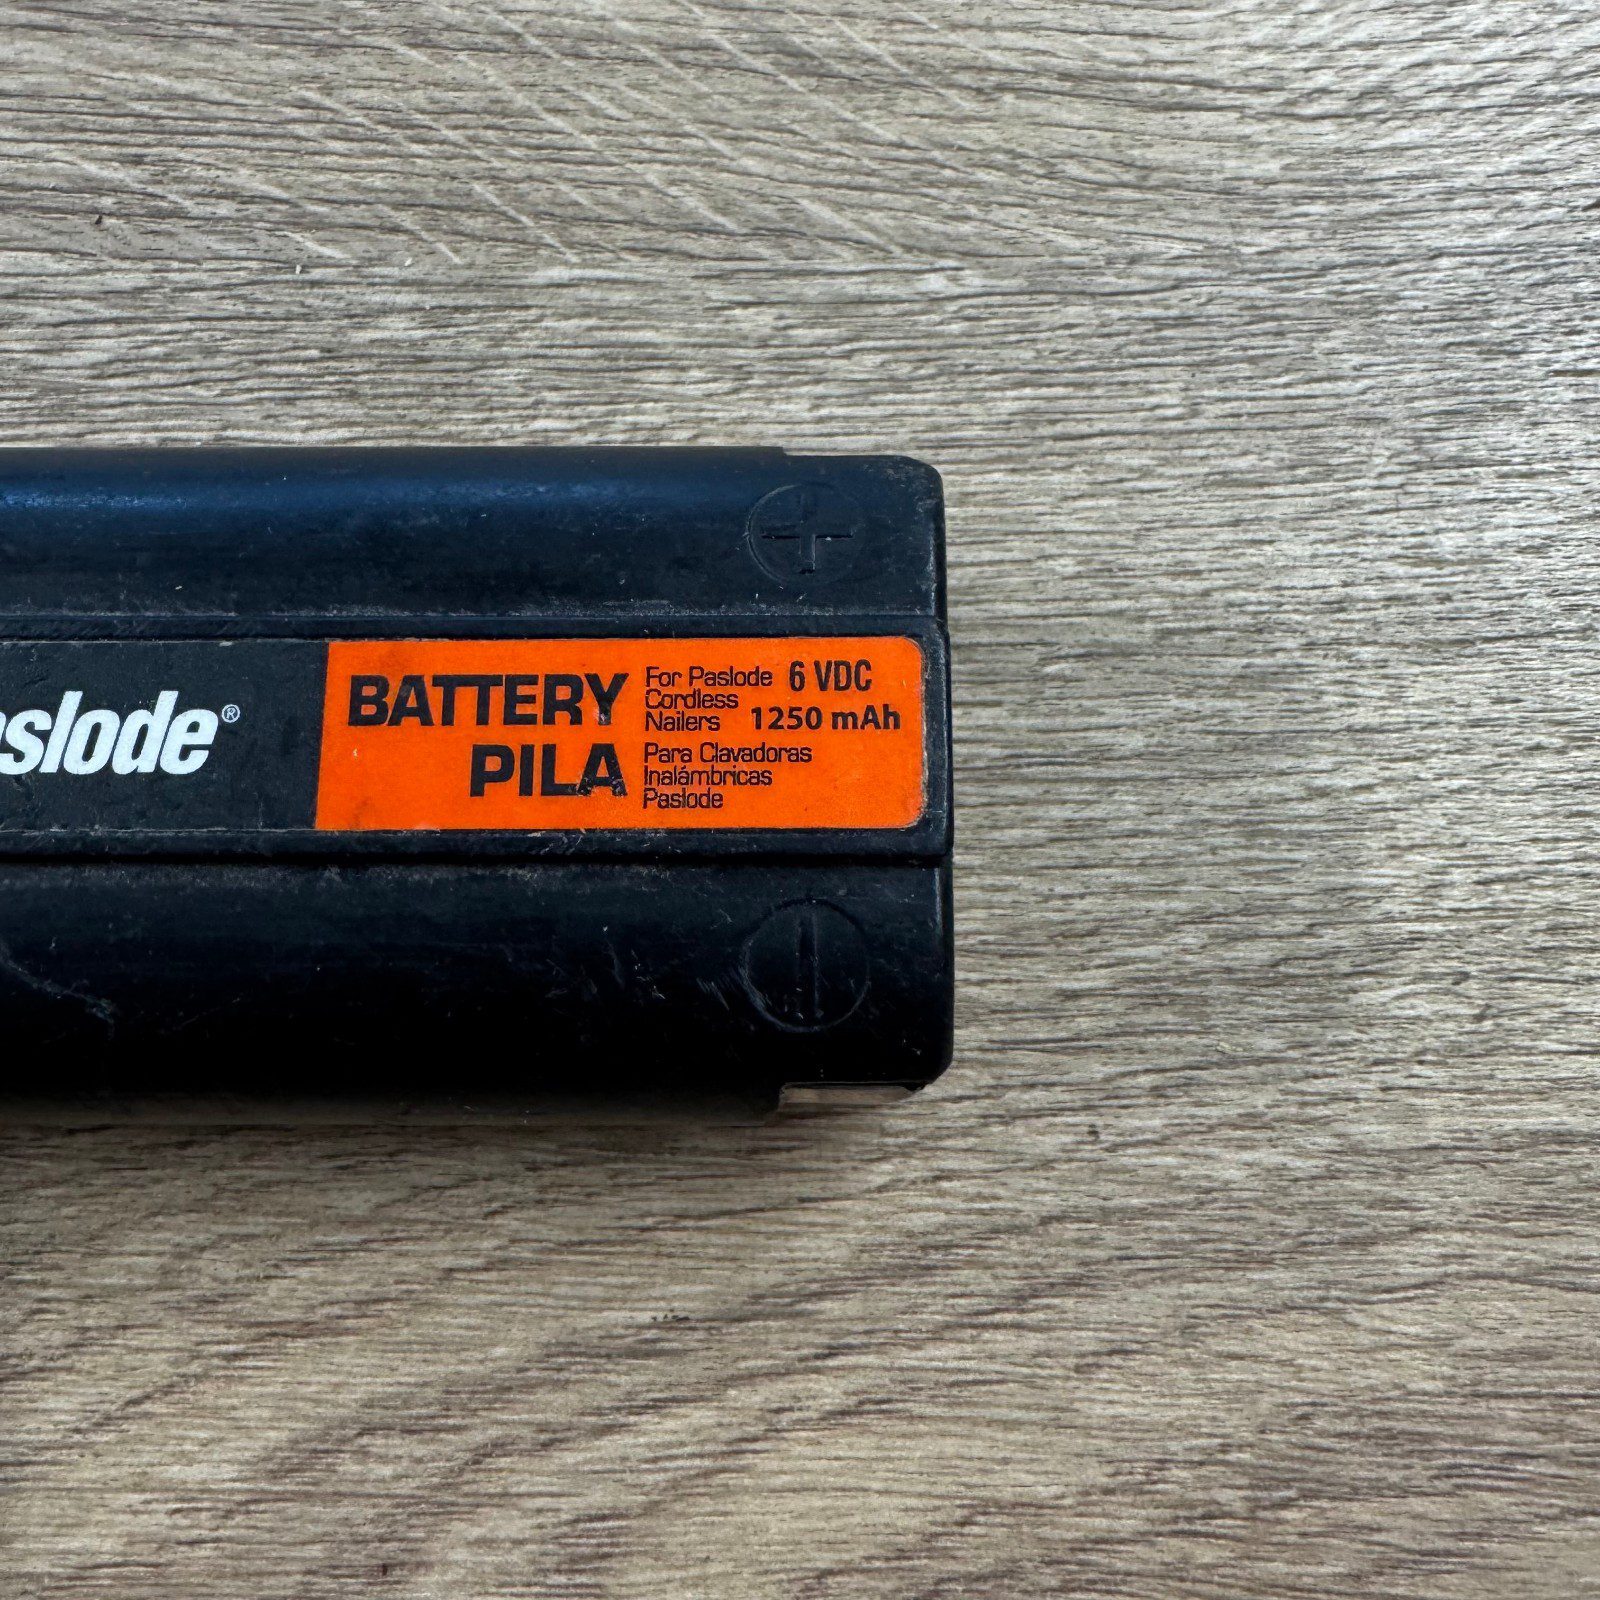 aslode®
BATTERY
PILA
For Paslode
Cordless
Nailers
6 VDC
1250 mAh
Para Clavadoras
Inalámbricas
Paslode